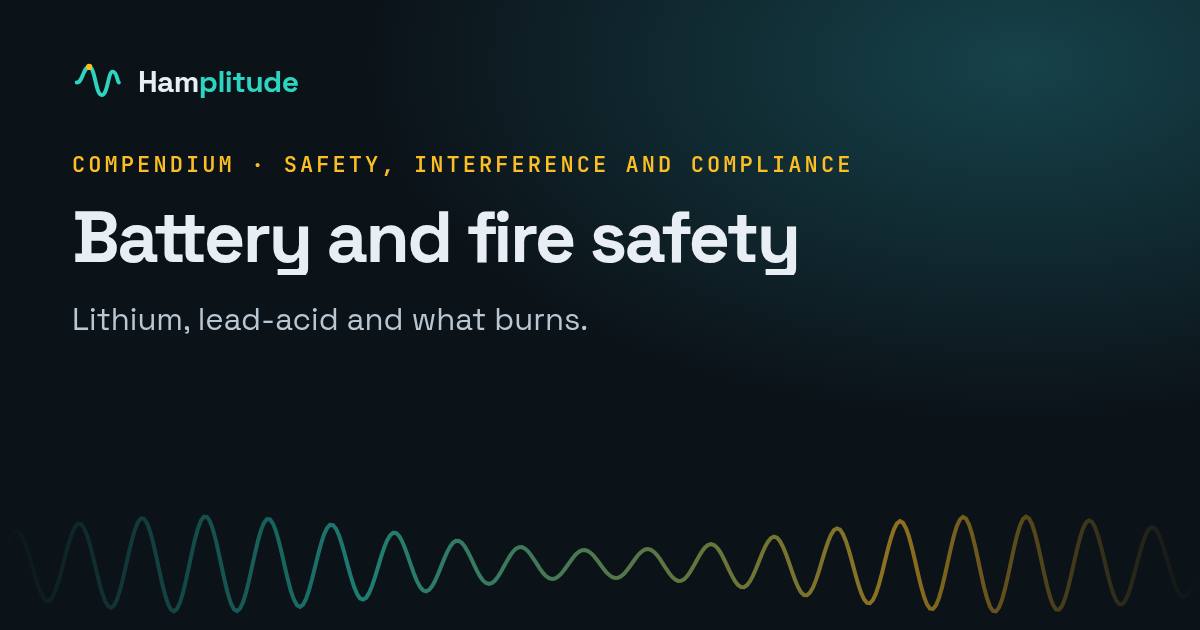 Hamplitude
COMPENDIUM · SAFETY, INTERFERENCE AND COMPLIANCE
Battery and fire safety
Lithium, lead-acid and what burns.